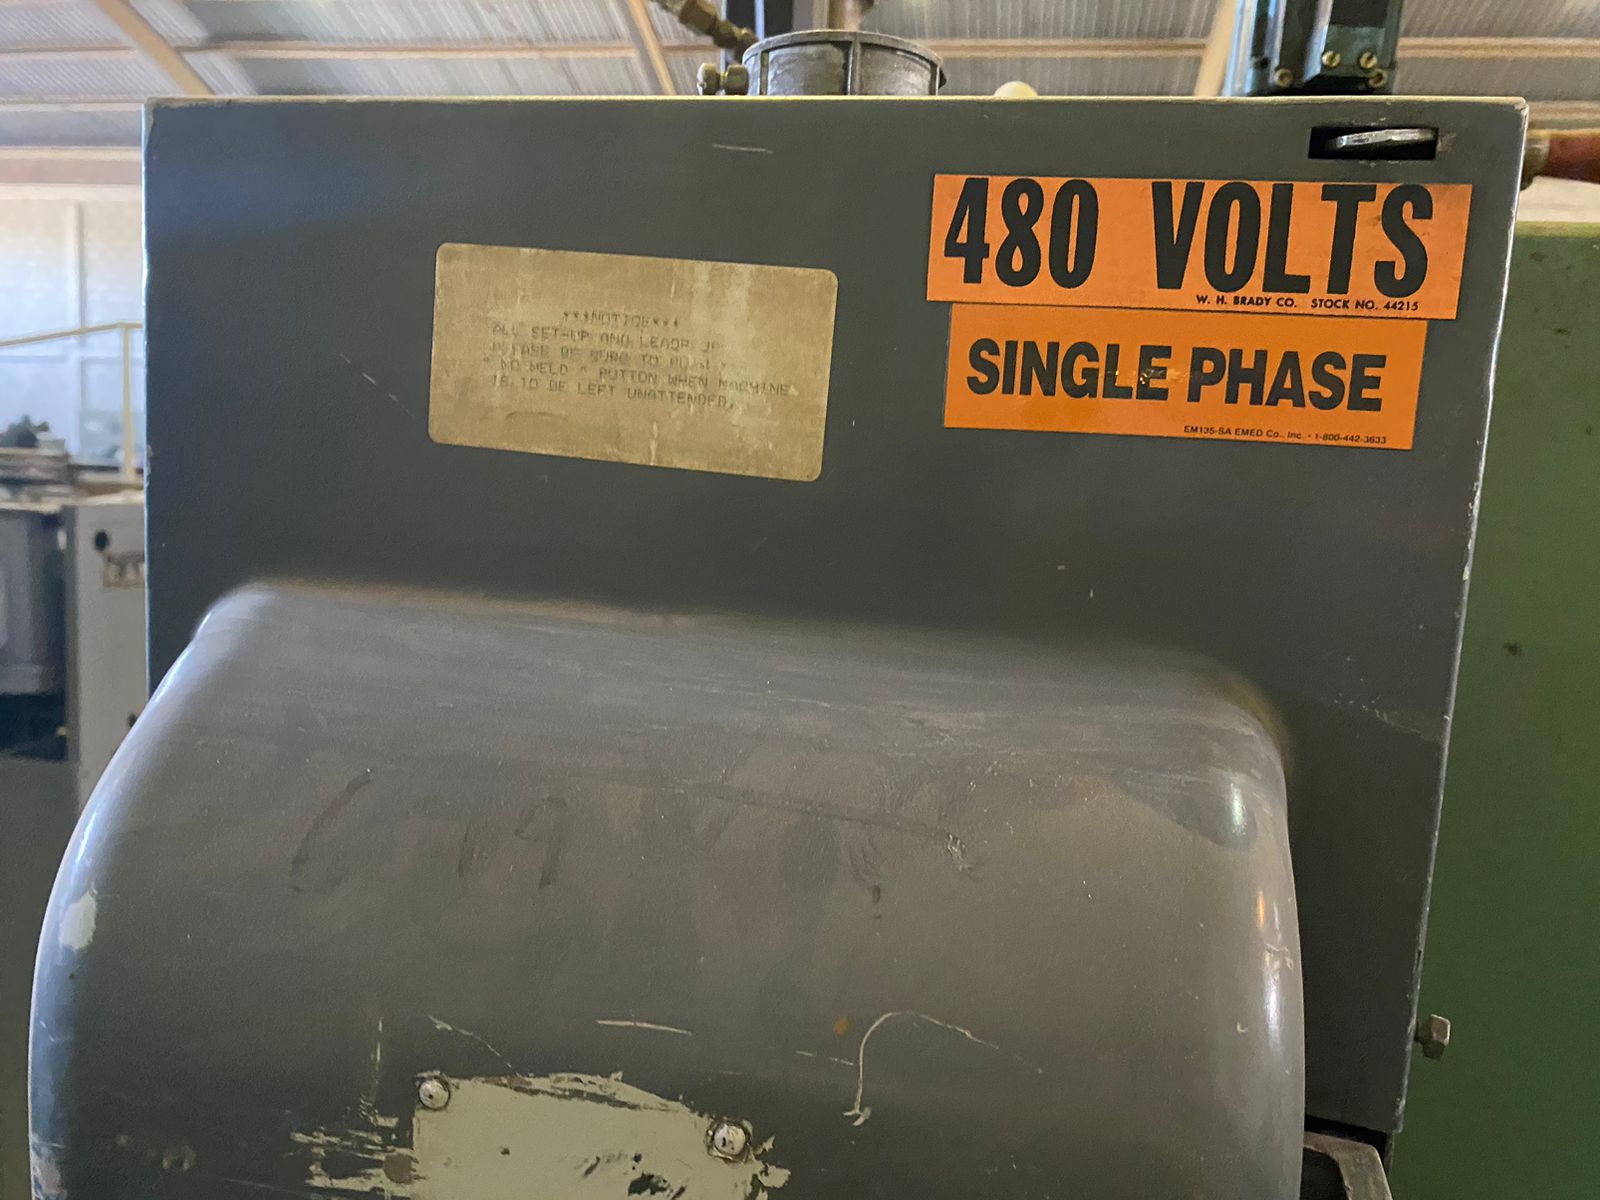 480 VOLTS
W. H. BRADY CO. STOCK NO. 44215
SINGLE PHASE
EM135-SA EMED Co., Inc. • 1-800-442-3633
***NOTICE***
ALL SET-UP AND
PLEASE BE SURE TO
" NO WELD " BUTTON WHEN MACHINE
IS TO BE LEFT UNATTENDED.